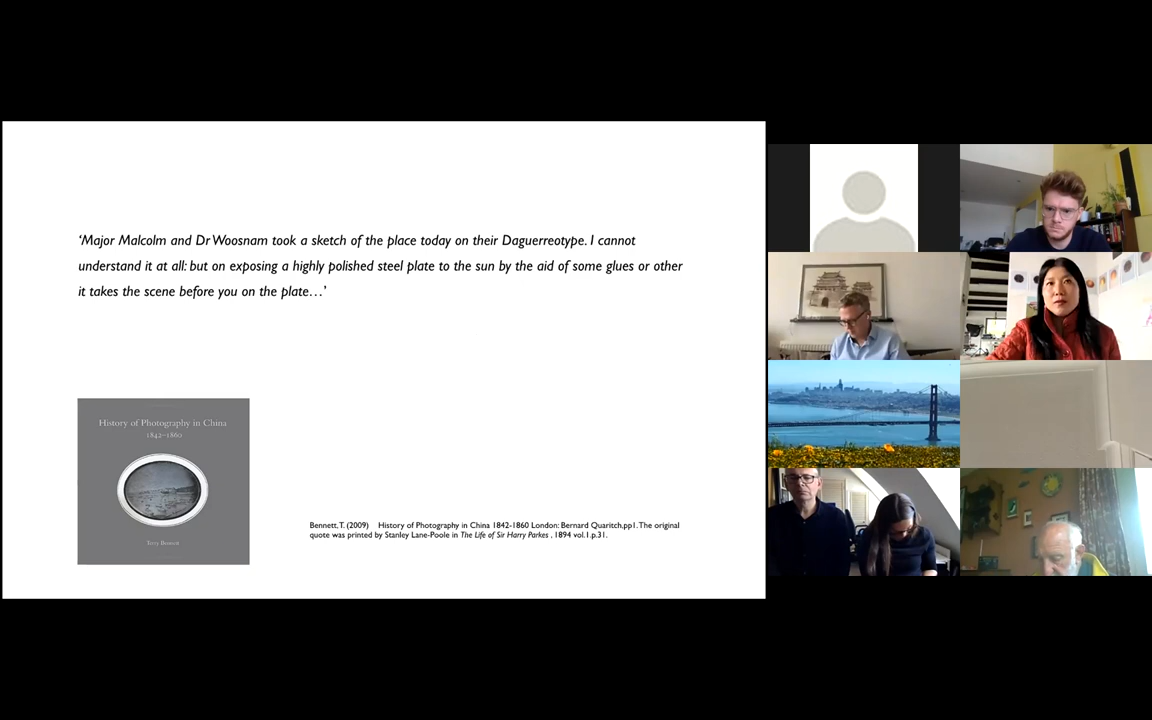 ‘Major Malcolm and Dr Woosnam took a sketch of the place today on their Daguerreotype. I cannot
understand it at all: but on exposing a highly polished steel plate to the sun by the aid of some glues or other
it takes the scene before you on the plate…’
History of Photography in China
1842–1860
Terry Bennett
Bennett, T. (2009) History of Photography in China 1842-1860 London: Bernard Quaritch,pp1. The original
quote was printed by Stanley Lane-Poole in The Life of Sir Harry Parkes , 1894 vol.1.p.31.